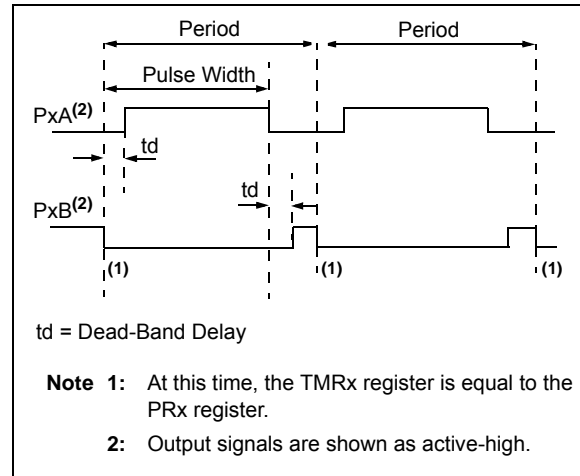 Period Period
Pulse Width
PxA(2)
td
td
PxB(2)
(1) (1) (1)
td = Dead-Band Delay
Note 1: At this time, the TMRx register is equal to the
PRx register.
2: Output signals are shown as active-high.